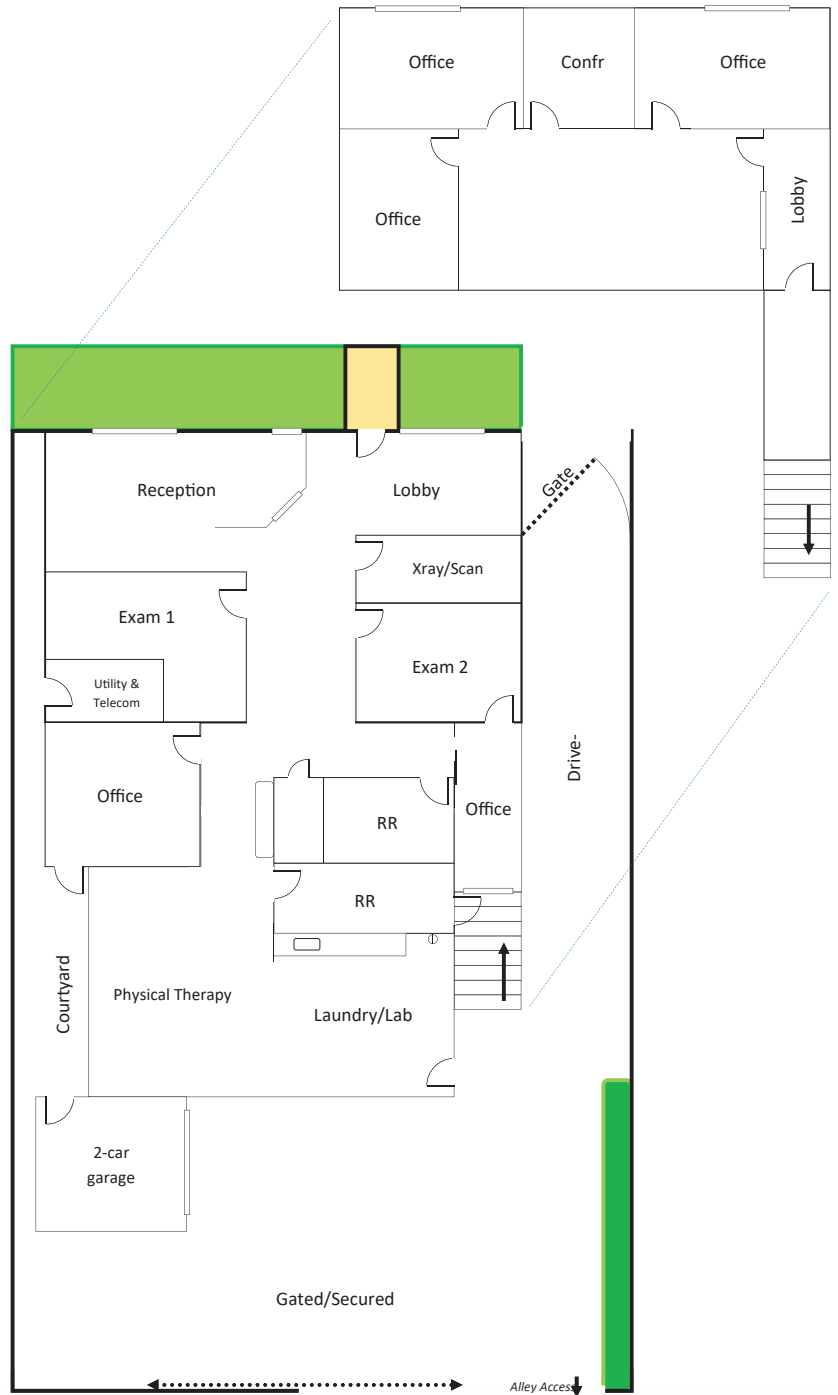 Office
Confr
Office
Office
Lobby
Reception
Lobby
Gate
Xray/Scan
Exam 1
Exam 2
Utility &
Telecom
Drive-
Office
Office
RR
RR
Courtyard
Physical Therapy
Laundry/Lab
2-car
garage
Gated/Secured
Alley Access